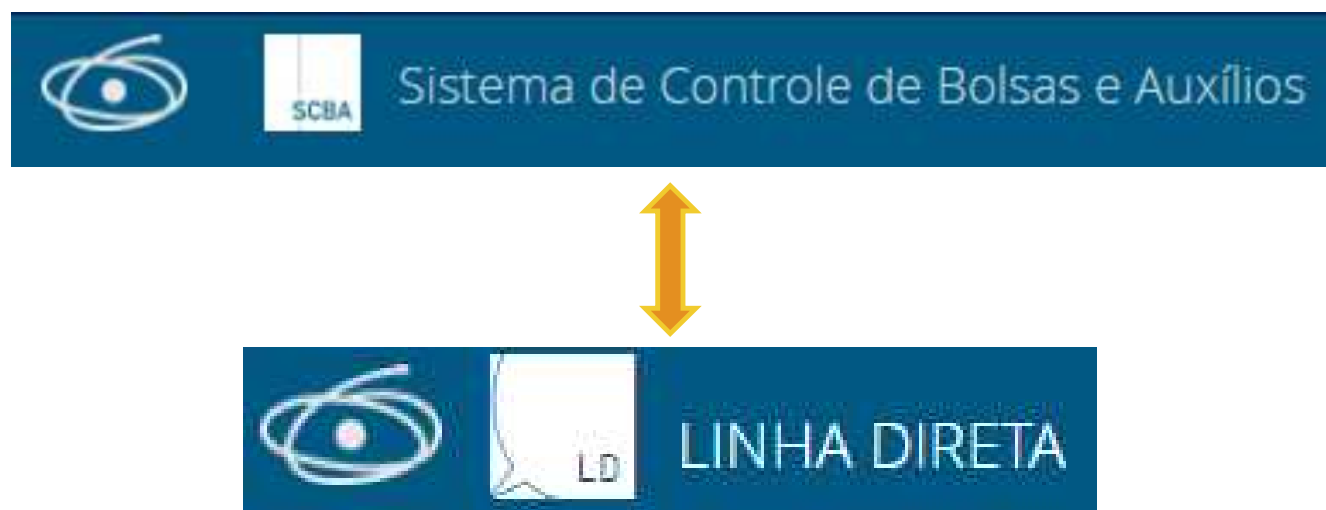 SCBA
Sistema de Controle de Bolsas e Auxílios
LD
LINHA DIRETA